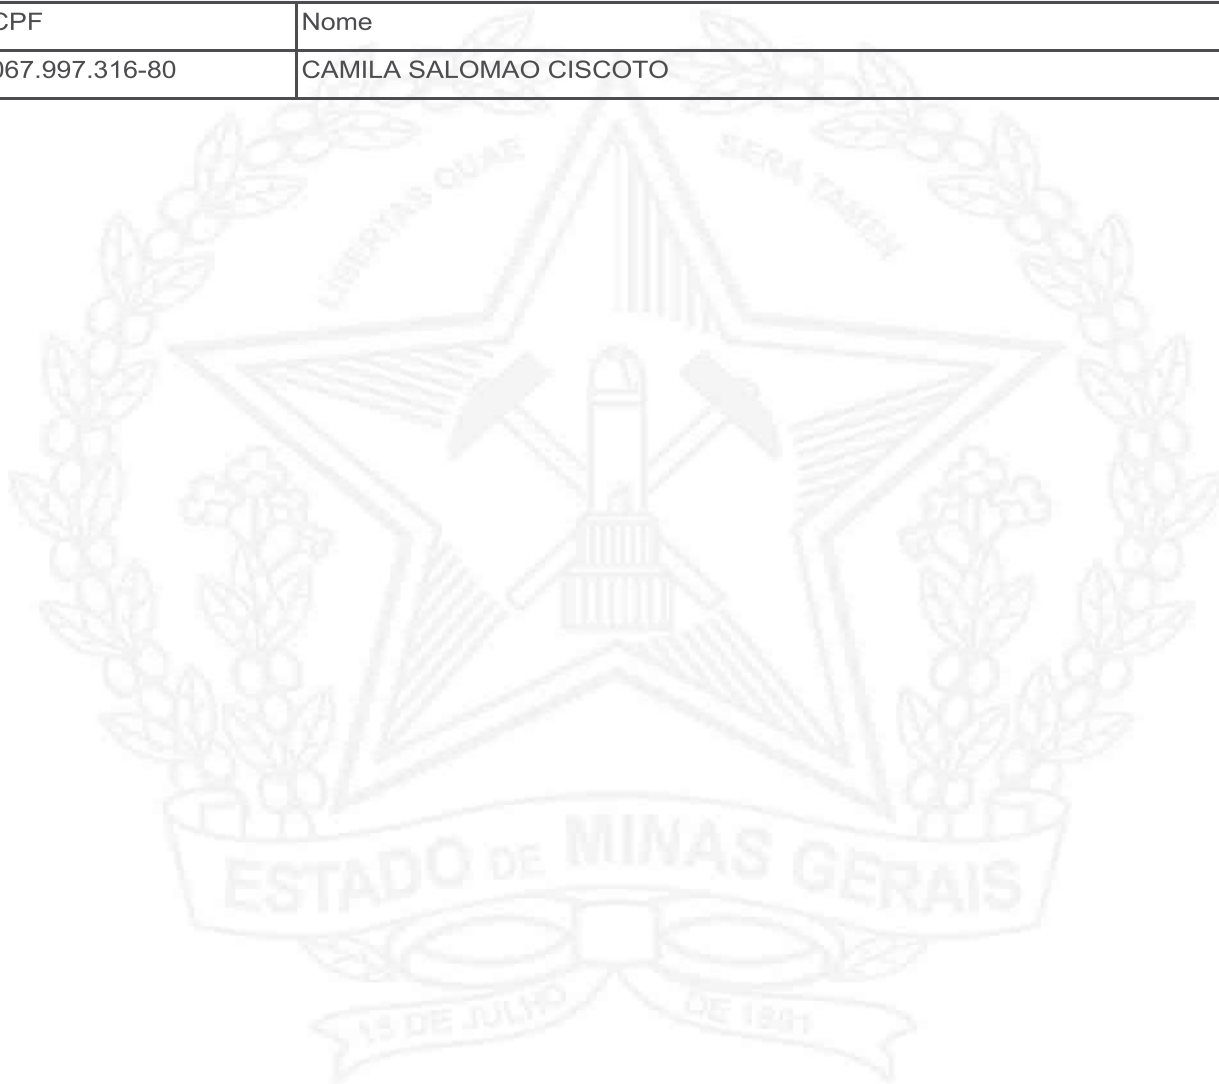 CPF Nome
067.997.316-80 CAMILA SALOMAO CISCOTO
LIBERTAS QUAE SERA TAMEN
ESTADO DE MINAS GERAIS
15 DE JULHO DE 1891